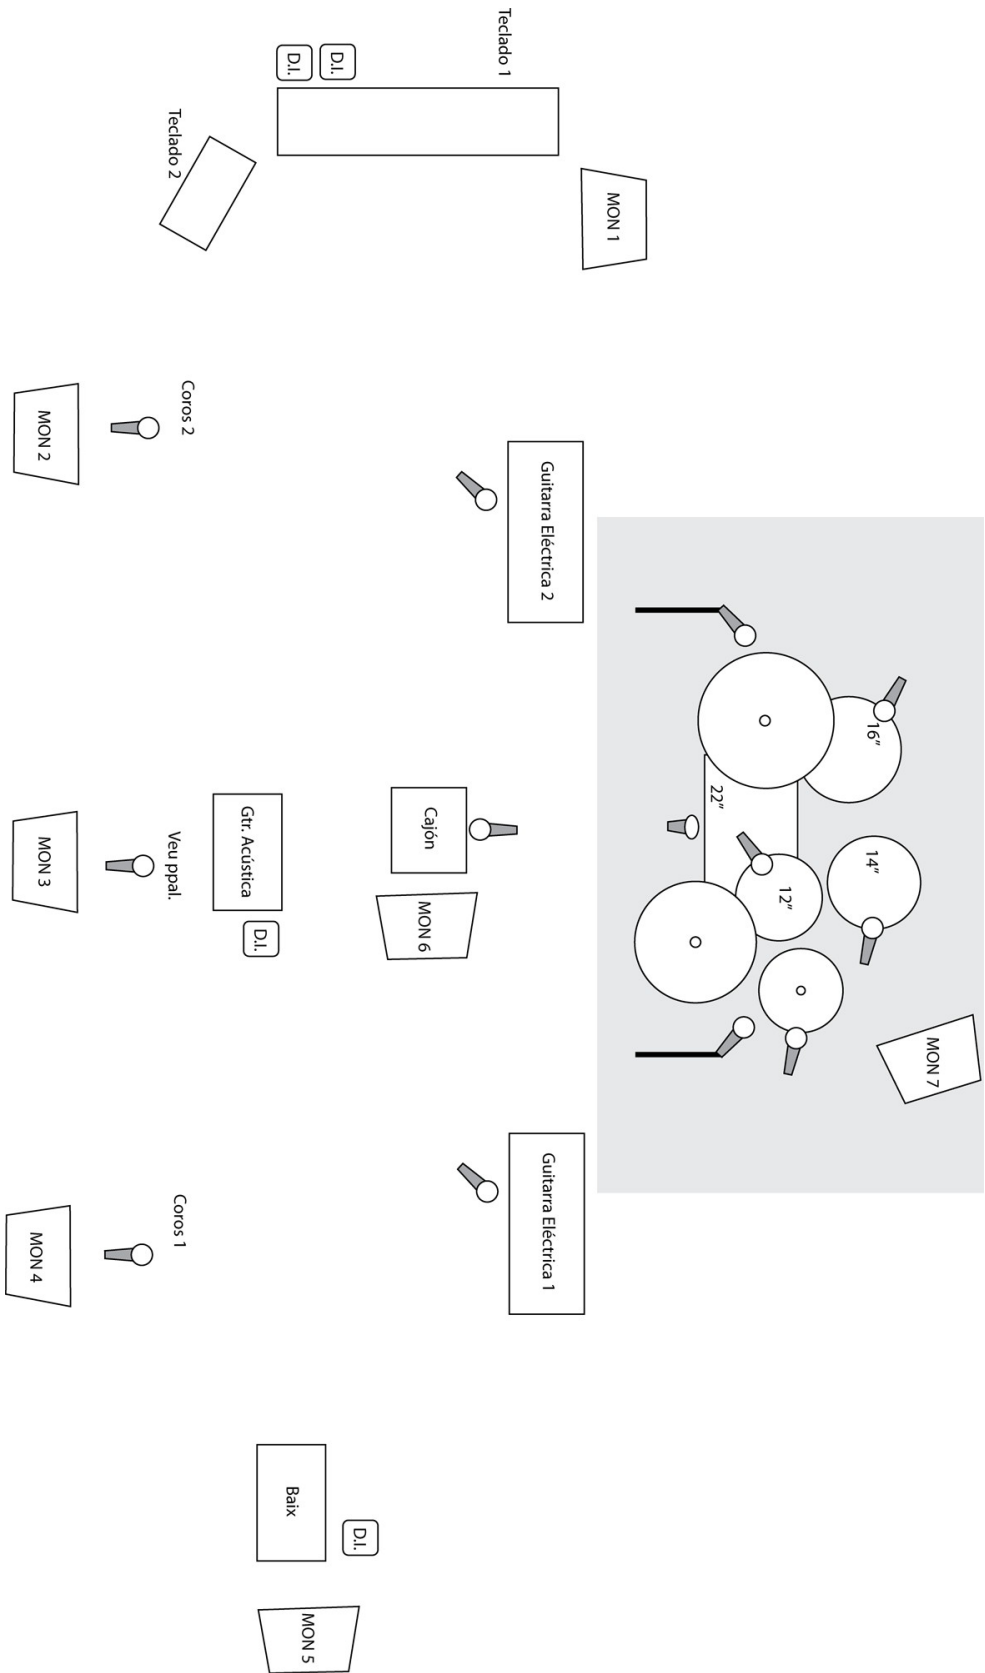 MON 7
16"
14"
12"
22"
MON 1
Guitarra Eléctrica 2
Guitarra Eléctrica 1
Teclado 1
Cajón
MON 6
D.I.
D.I.
D.I.
Baix
MON 5
Gtr. Acústica
D.I.
Teclado 2
Coros 2
Veu ppal.
Coros 1
MON 2
MON 3
MON 4